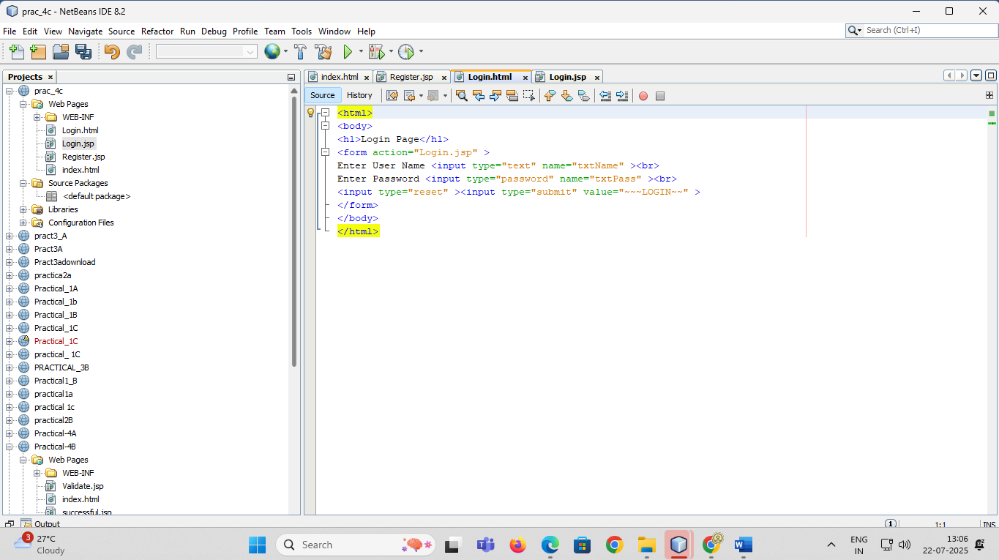 prac_4c - NetBeans IDE 8.2
File Edit View Navigate Source Refactor Run Debug Profile Team Tools Window Help
Search (Ctrl+I)
Projects
prac_4c
Web Pages
WEB-INF
Login.html
Login.jsp
Register.jsp
index.html
Source Packages
<default package>
Libraries
Configuration Files
pract3_A
Pract3A
Pract3adownload
practica2a
Practical_1A
Practical_1b
Practical_1B
Practical_1C
Practical_1C
practical_ 1C
PRACTICAL_3B
Practical1_B
practical1a
practical 1c
practical2B
Practical-4A
Practical-4B
Web Pages
WEB-INF
Validate.jsp
index.html
successful.jsp
index.html Register.jsp Login.html Login.jsp
Source History
<html>
<body>
<h1>Login Page</h1>
<form action="Login.jsp" >
Enter User Name <input type="text" name="txtName" ><br>
Enter Password <input type="password" name="txtPass" ><br>
<input type="reset" ><input type="submit" value="~~~LOGIN~~" >
</form>
</body>
</html>
Output
1 1:1 INS
3 27°C
Cloudy
Search
ENG
IN
13:06
22-07-2025